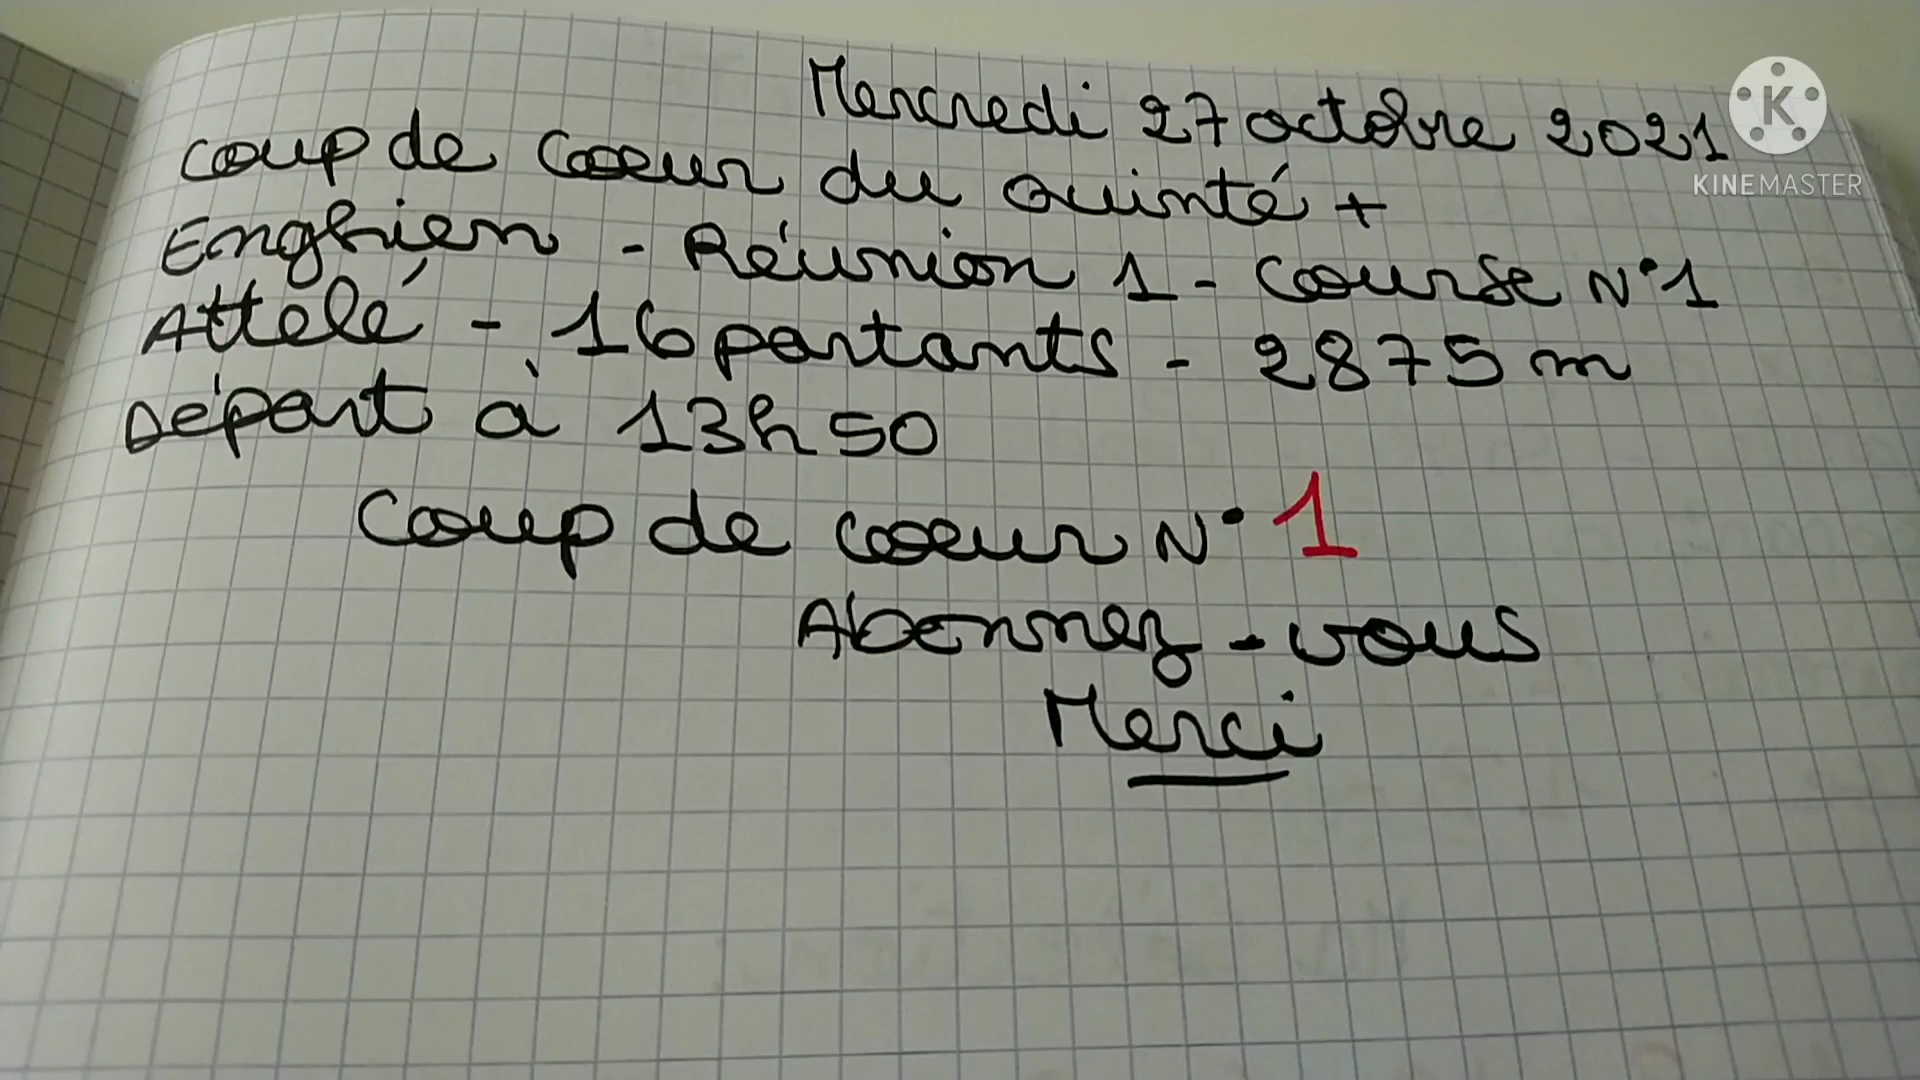 Mercredi 27 octobre 2021
coup de coeur du quinté +
Enghien - Réunion 1 - course N°1
Attelé - 16 partants - 2875 m
Départ à 13h50
Coup de coeur N° 1
Abonnez-vous
Merci
K
KINEMASTER